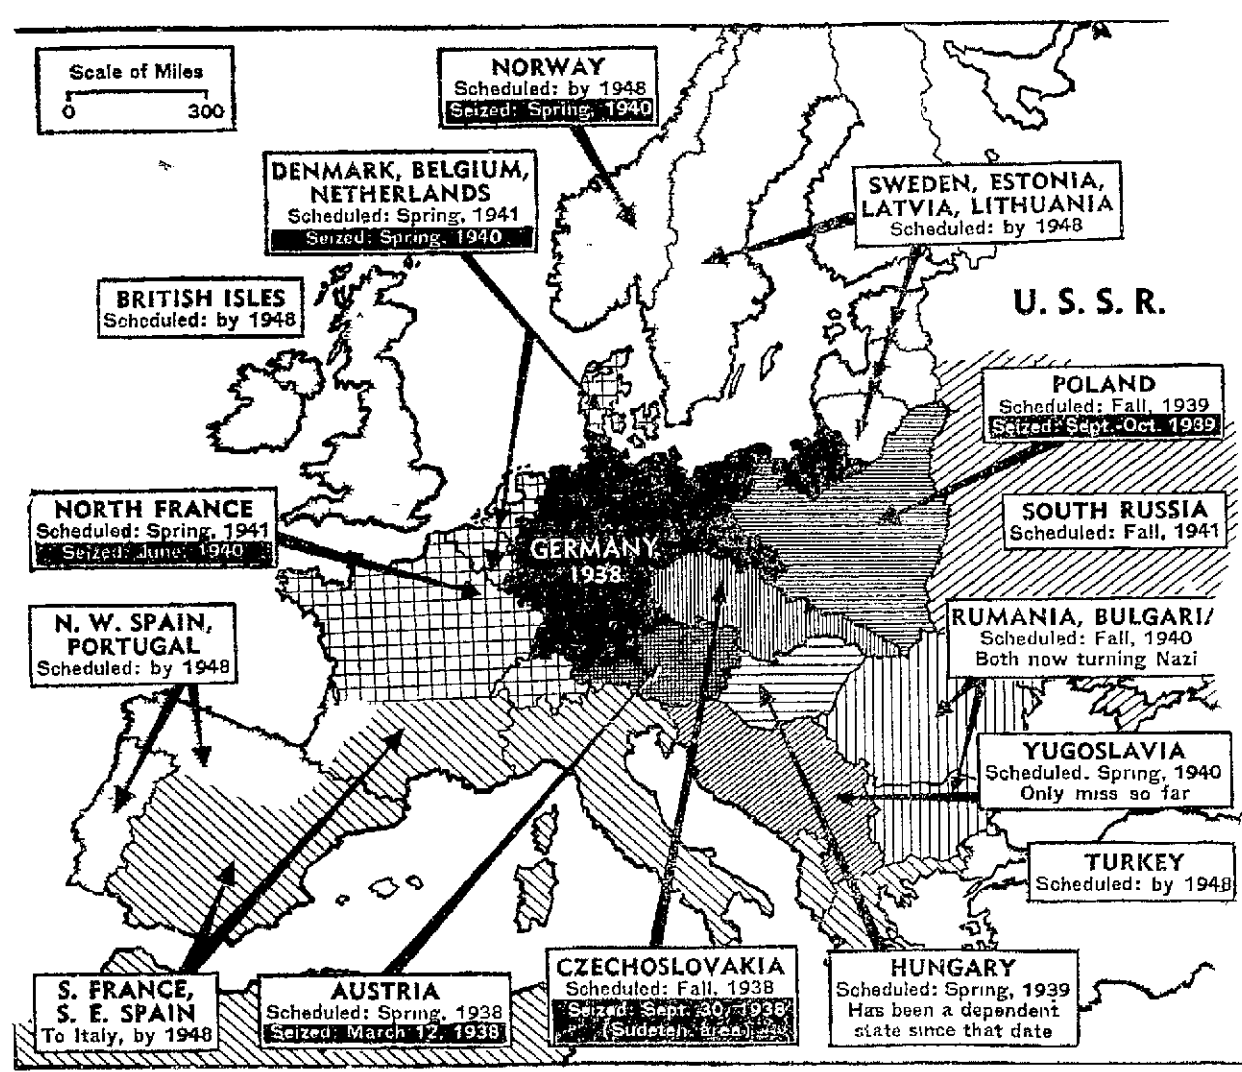 Scale of Miles
0 300
NORWAY
Scheduled: by 1948
Seized: Spring, 1940
DENMARK, BELGIUM,
NETHERLANDS
Scheduled: Spring, 1941
Seized: Spring, 1940
SWEDEN, ESTONIA,
LATVIA, LITHUANIA
Scheduled: by 1948
BRITISH ISLES
Scheduled: by 1948
U. S. S. R.
POLAND
Scheduled: Fall, 1939
Seized: Sept.-Oct. 1939
NORTH FRANCE
Scheduled: Spring, 1941
Seized: June, 1940
SOUTH RUSSIA
Scheduled: Fall, 1941
GERMANY
1938
N. W. SPAIN,
PORTUGAL
Scheduled: by 1948
RUMANIA, BULGARI
Scheduled: Fall, 1940
Both now turning Nazi
YUGOSLAVIA
Scheduled. Spring, 1940
Only miss so far
TURKEY
Scheduled: by 1948
S. FRANCE,
S. E. SPAIN
To Italy, by 1948
AUSTRIA
Scheduled: Spring, 1938
Seized: March 12, 1938
CZECHOSLOVAKIA
Scheduled: Fall, 1938
Seized: Sept. 30, 1938
(Sudeten area)
HUNGARY
Scheduled: Spring, 1939
Has been a dependent
state since that date